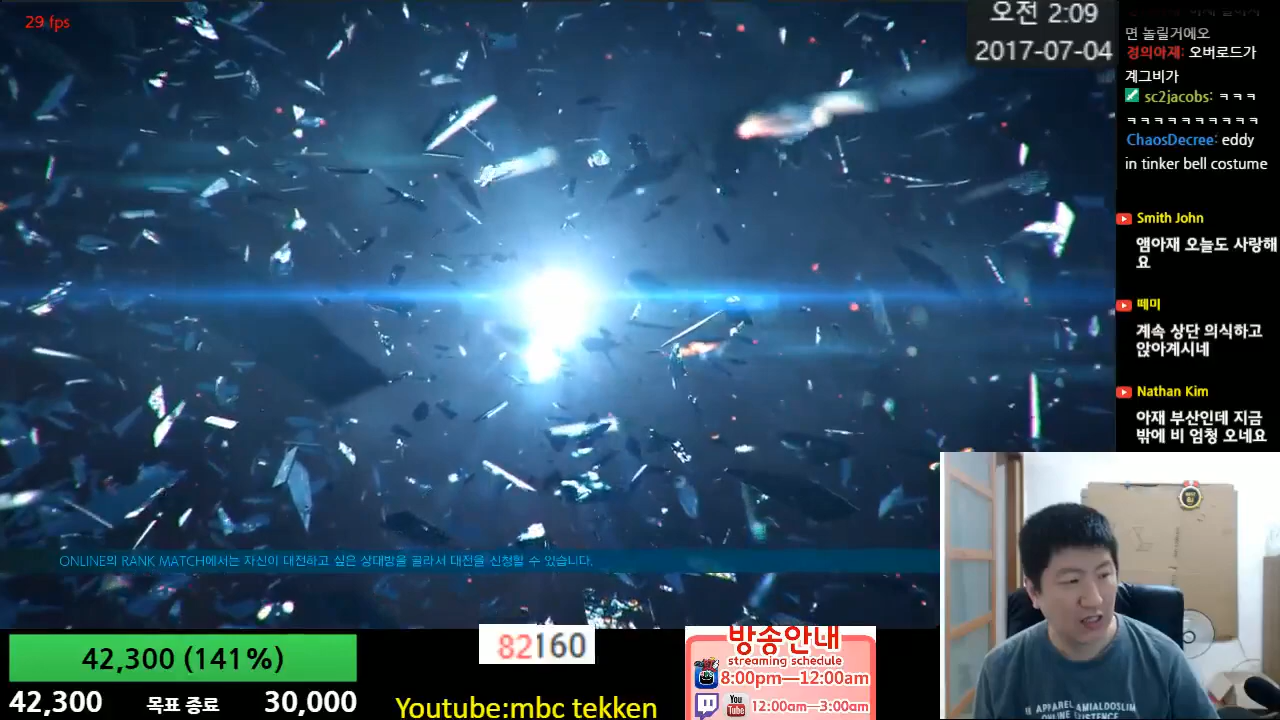 29 fps
오전 2:09
2017-07-04
면 놀릴거에오
경의아재: 오버로드가
계그비가
sc2jacobs: ㅋㅋㅋ
ㅋㅋㅋㅋㅋㅋㅋㅋㅋㅋ
ChaosDecree: eddy
in tinker bell costume
Smith John
앰아재 오늘도 사랑해
요
떼미
계속 상단 의식하고
앉아계시네
Nathan Kim
아재 부산인데 지금
밖에 비 엄청 오네요
ONLINE의 RANK MATCH에서는 자신이 대전하고 싶은 상대방을 골라서 대전을 신청할 수 있습니다.
42,300 (141%)
42,300 목표 종료 30,000
82160
Youtube:mbc tekken
방송안내
streaming schedule
8:00pm—12:00am
You Tube
12:00am—3:00am
APPAREL AMIALDOSLIM
ONLINE